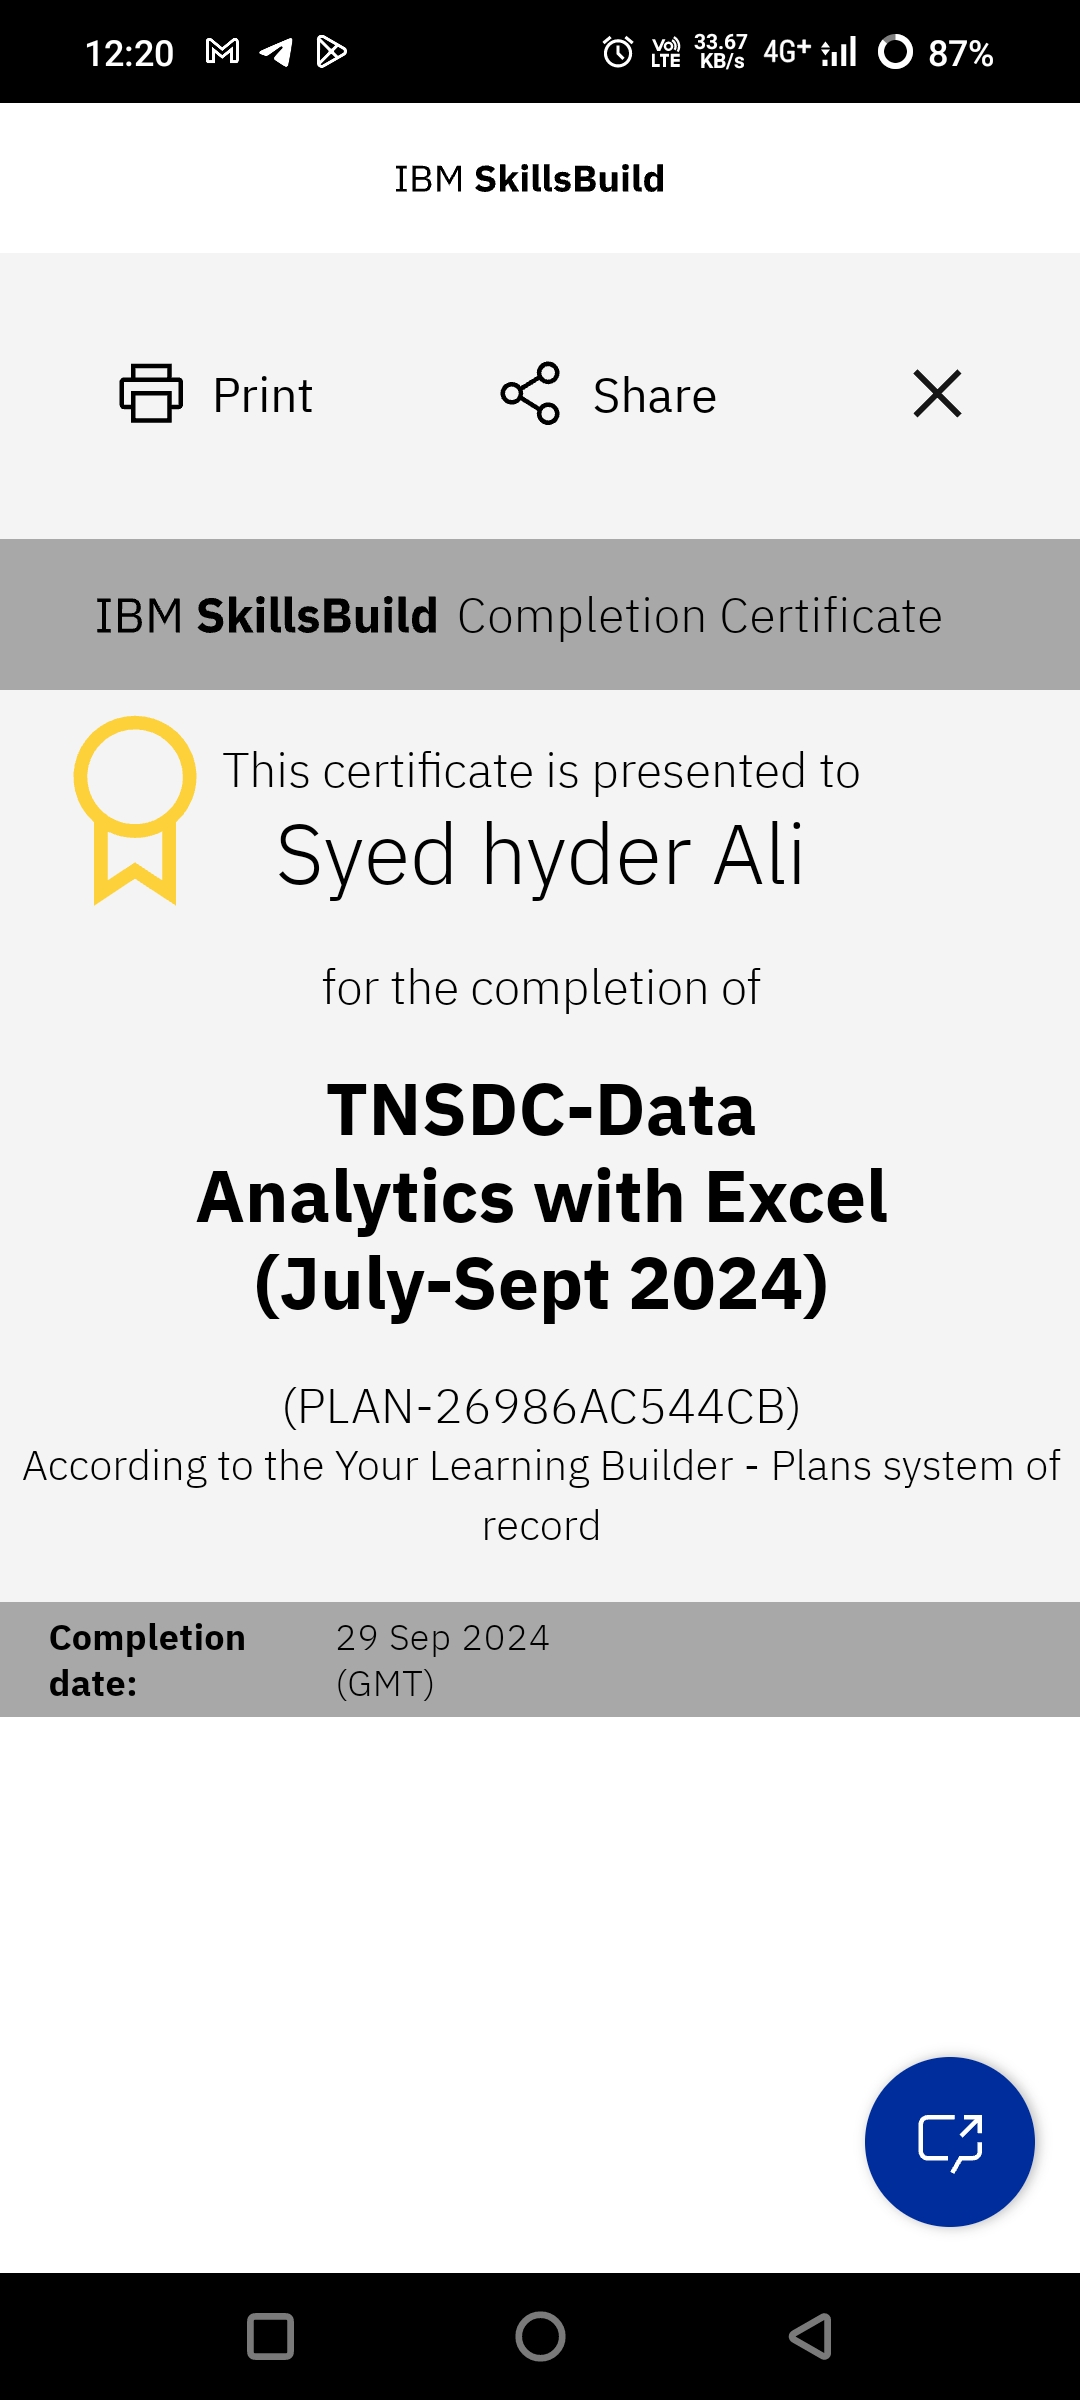 12:20
Vo) LTE
33.67 KB/s
4G+
87%
IBM SkillsBuild
Print
Share
IBM SkillsBuild Completion Certificate
This certificate is presented to
Syed hyder Ali
for the completion of
TNSDC-Data
Analytics with Excel
(July-Sept 2024)
(PLAN-26986AC544CB)
According to the Your Learning Builder - Plans system of
record
Completion
date:
29 Sep 2024
(GMT)